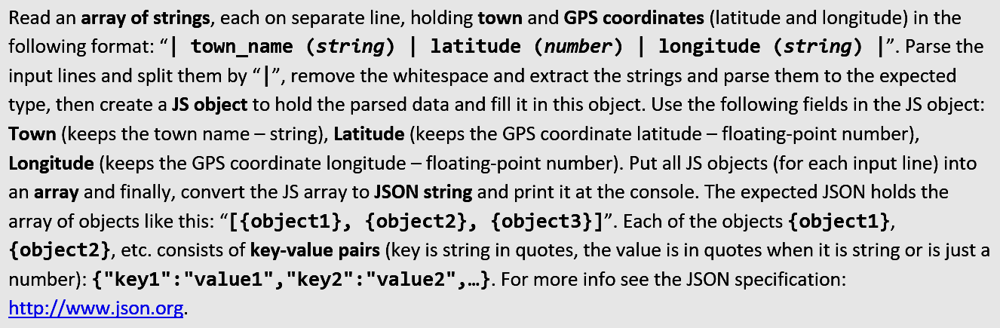 Read an array of strings, each on separate line, holding town and GPS coordinates (latitude and longitude) in the
following format: “| town_name (string) | latitude (number) | longitude (string) |”. Parse the
input lines and split them by “|”, remove the whitespace and extract the strings and parse them to the expected
type, then create a JS object to hold the parsed data and fill it in this object. Use the following fields in the JS object:
Town (keeps the town name – string), Latitude (keeps the GPS coordinate latitude – floating-point number),
Longitude (keeps the GPS coordinate longitude – floating-point number). Put all JS objects (for each input line) into
an array and finally, convert the JS array to JSON string and print it at the console. The expected JSON holds the
array of objects like this: “[{object1}, {object2}, {object3}]”. Each of the objects {object1},
{object2}, etc. consists of key-value pairs (key is string in quotes, the value is in quotes when it is string or is just a
number): {"key1":"value1","key2":"value2",…}. For more info see the JSON specification:
http://www.json.org.